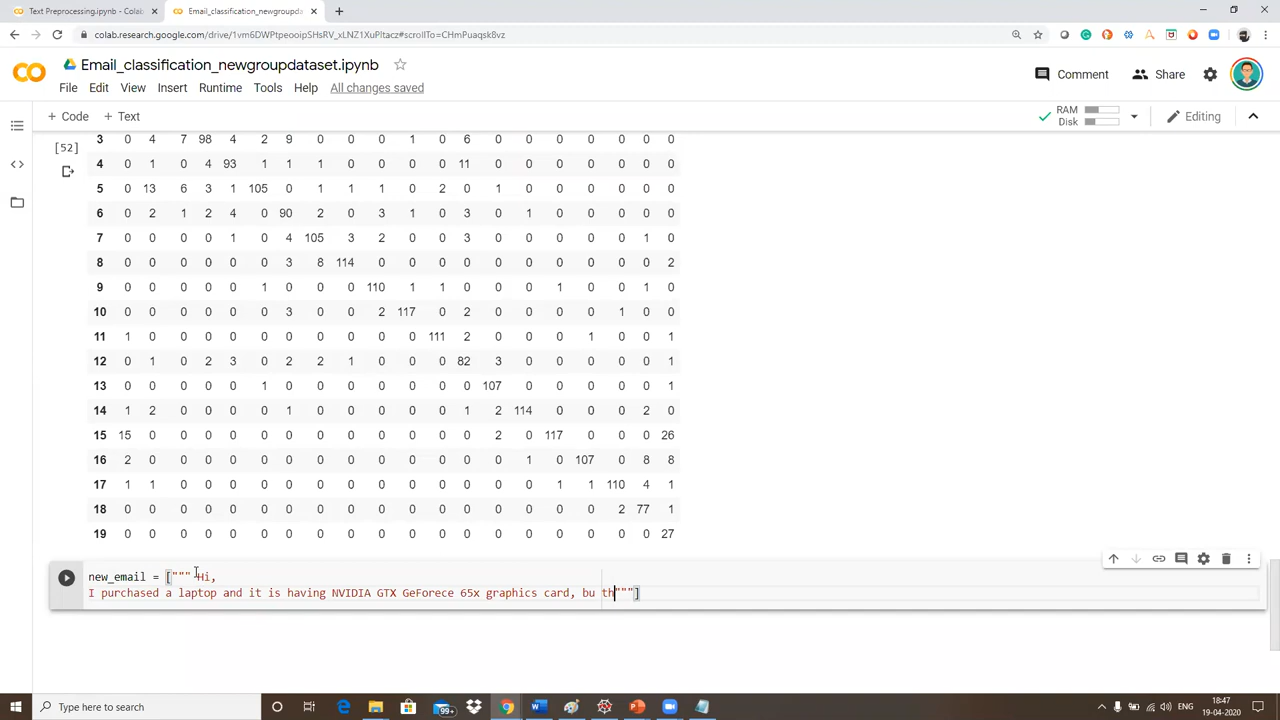 Text Preprocessing.ipynb - Colab
Email_classification_newgroupda
colab.research.google.com/drive/1vm6DWPtpeooipSHsRV_xLNZ1XuPltacz#scrollTo=CHmPuaqsk8vz
Email_classification_newgroupdataset.ipynb
Comment
Share
File Edit View Insert Runtime Tools Help All changes saved
+ Code + Text
RAM
Disk
Editing
[52]
3 0 4 7 98 4 2 9 0 0 0 1 0 6 0 0 0 0 0 0 0
4 0 1 0 4 93 1 1 1 0 0 0 0 11 0 0 0 0 0 0 0
5 0 13 6 3 1 105 0 1 1 1 0 2 0 1 0 0 0 0 0 0
6 0 2 1 2 4 0 90 2 0 3 1 0 3 0 1 0 0 0 0 0
7 0 0 0 0 1 0 4 105 3 2 0 0 3 0 0 0 0 0 1 0
8 0 0 0 0 0 0 3 8 114 0 0 0 0 0 0 0 0 0 0 2
9 0 0 0 0 0 1 0 0 0 110 1 1 0 0 0 1 0 0 1 0
10 0 0 0 0 0 0 3 0 0 2 117 0 2 0 0 0 0 1 0 0
11 1 0 0 0 0 0 0 0 0 0 0 111 2 0 0 0 1 0 0 1
12 0 1 0 2 3 0 2 2 1 0 0 0 82 3 0 0 0 0 0 1
13 0 0 0 0 0 1 0 0 0 0 0 0 0 107 0 0 0 0 0 1
14 1 2 0 0 0 0 1 0 0 0 0 0 1 2 114 0 0 0 2 0
15 15 0 0 0 0 0 0 0 0 0 0 0 0 2 0 117 0 0 0 26
16 2 0 0 0 0 0 0 0 0 0 0 0 0 0 1 0 107 0 8 8
17 1 1 0 0 0 0 0 0 0 0 0 0 0 0 0 1 1 110 4 1
18 0 0 0 0 0 0 0 0 0 0 0 0 0 0 0 0 0 2 77 1
19 0 0 0 0 0 0 0 0 0 0 0 0 0 0 0 0 0 0 0 27
new_email = [""" Hi,
I purchased a laptop and it is having NVIDIA GTX GeForece 65x graphics card, bu th"""]
Type here to search
99+
ENG
18:47
19-04-2020